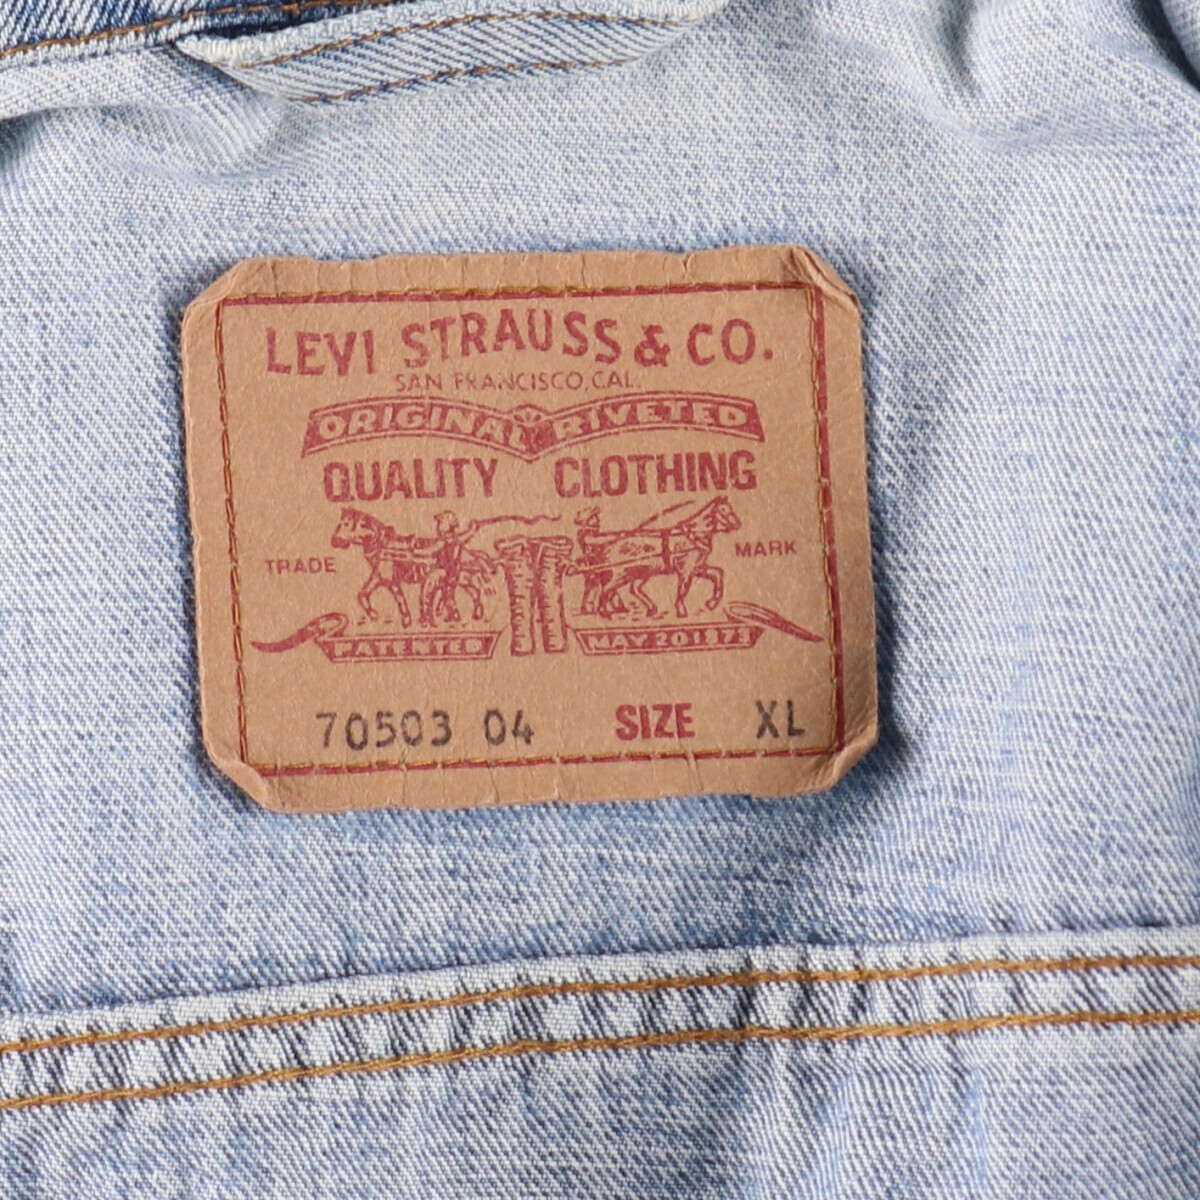 LEVI STRAUSS & CO.
SAN FRANCISCO, CAL.
ORIGINAL RIVETED
QUALITY CLOTHING
TRADE MARK
PATENTED MAY 20 1873
70503 04 SIZE XL